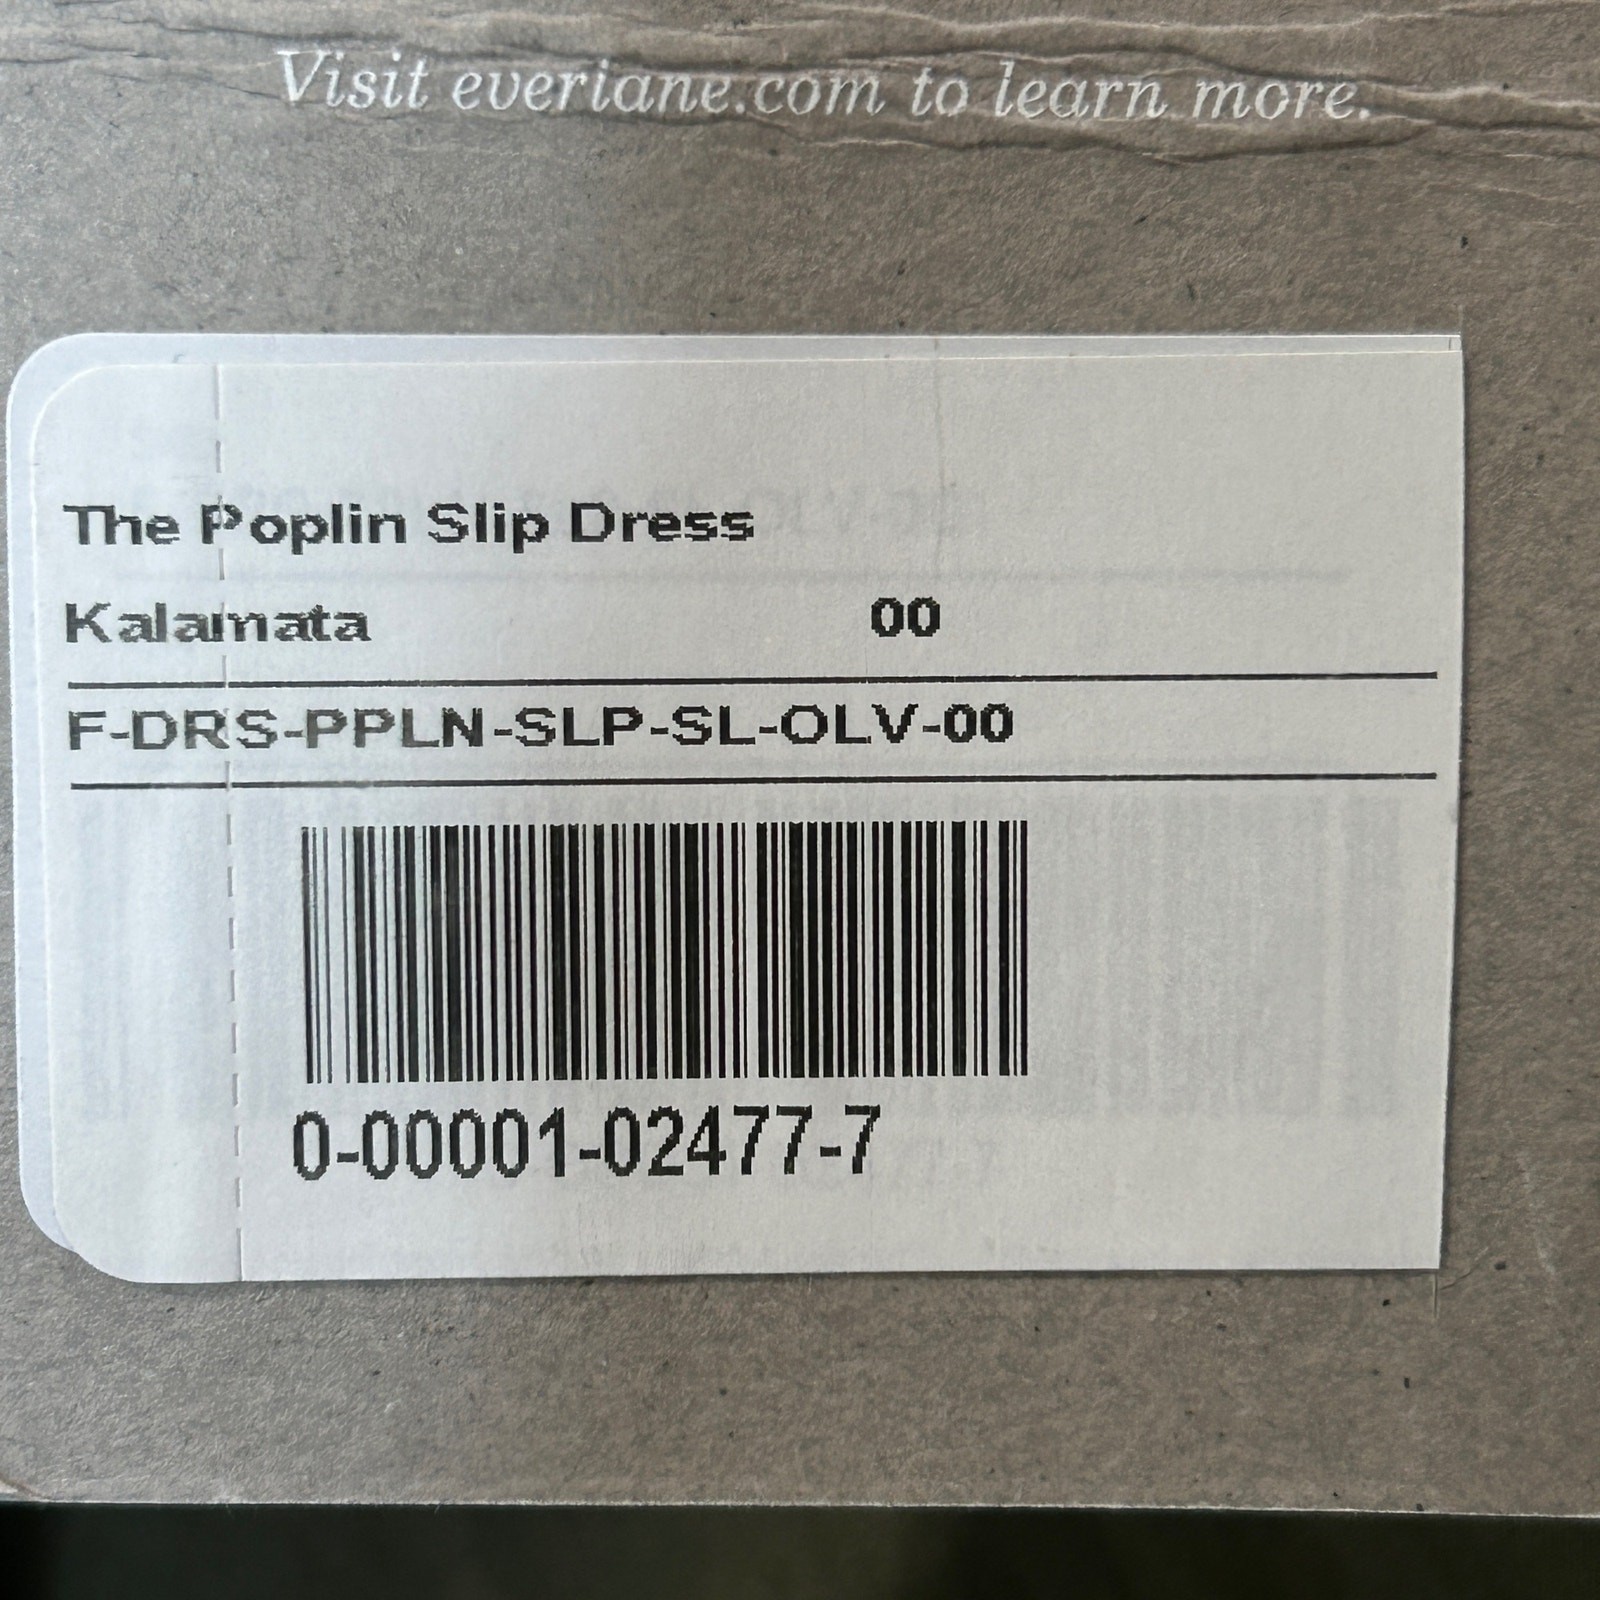 Visit everlane.com to learn more.
The Poplin Slip Dress
Kalamata 00
F-DRS-PPLN-SLP-SL-OLV-00
0-00001-02477-7